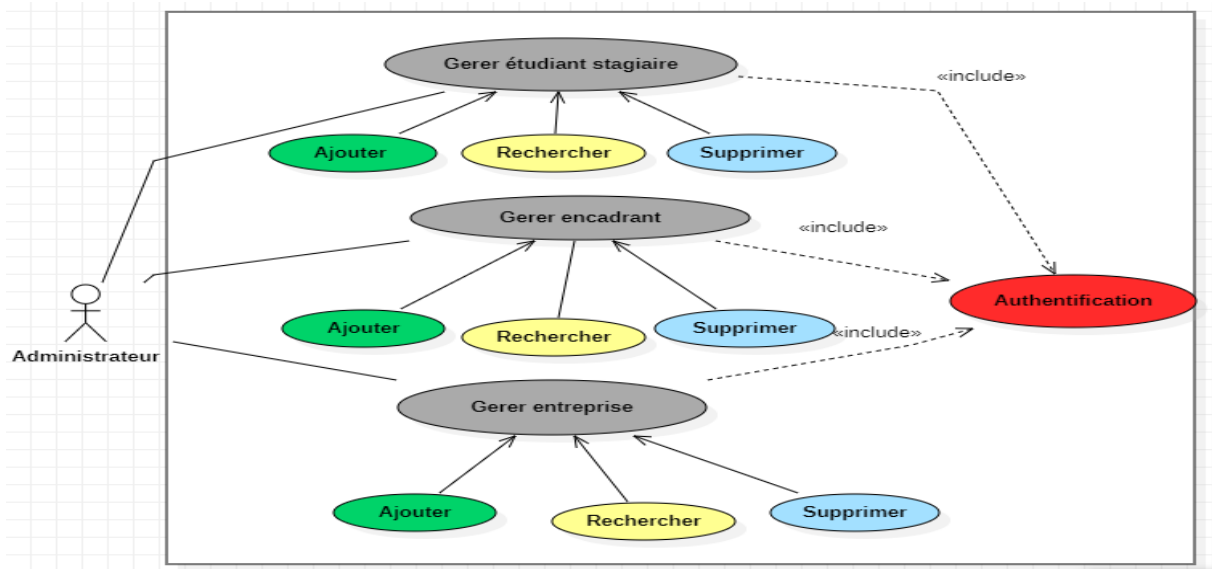 Gerer étudiant stagiaire
«include»
Ajouter
Rechercher
Supprimer
Gerer encadrant
«include»
Authentification
Ajouter
Rechercher
Supprimer
«include»
Administrateur
Gerer entreprise
Ajouter
Rechercher
Supprimer